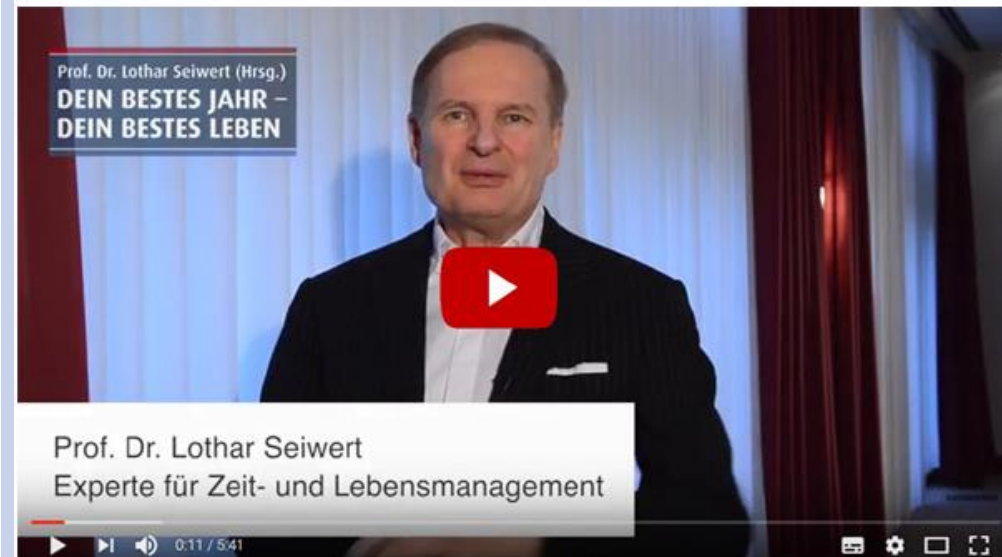 Prof. Dr. Lothar Seiwert (Hrsg.)
DEIN BESTES JAHR –
DEIN BESTES LEBEN
Prof. Dr. Lothar Seiwert
Experte für Zeit- und Lebensmanagement
0:11 / 5:41